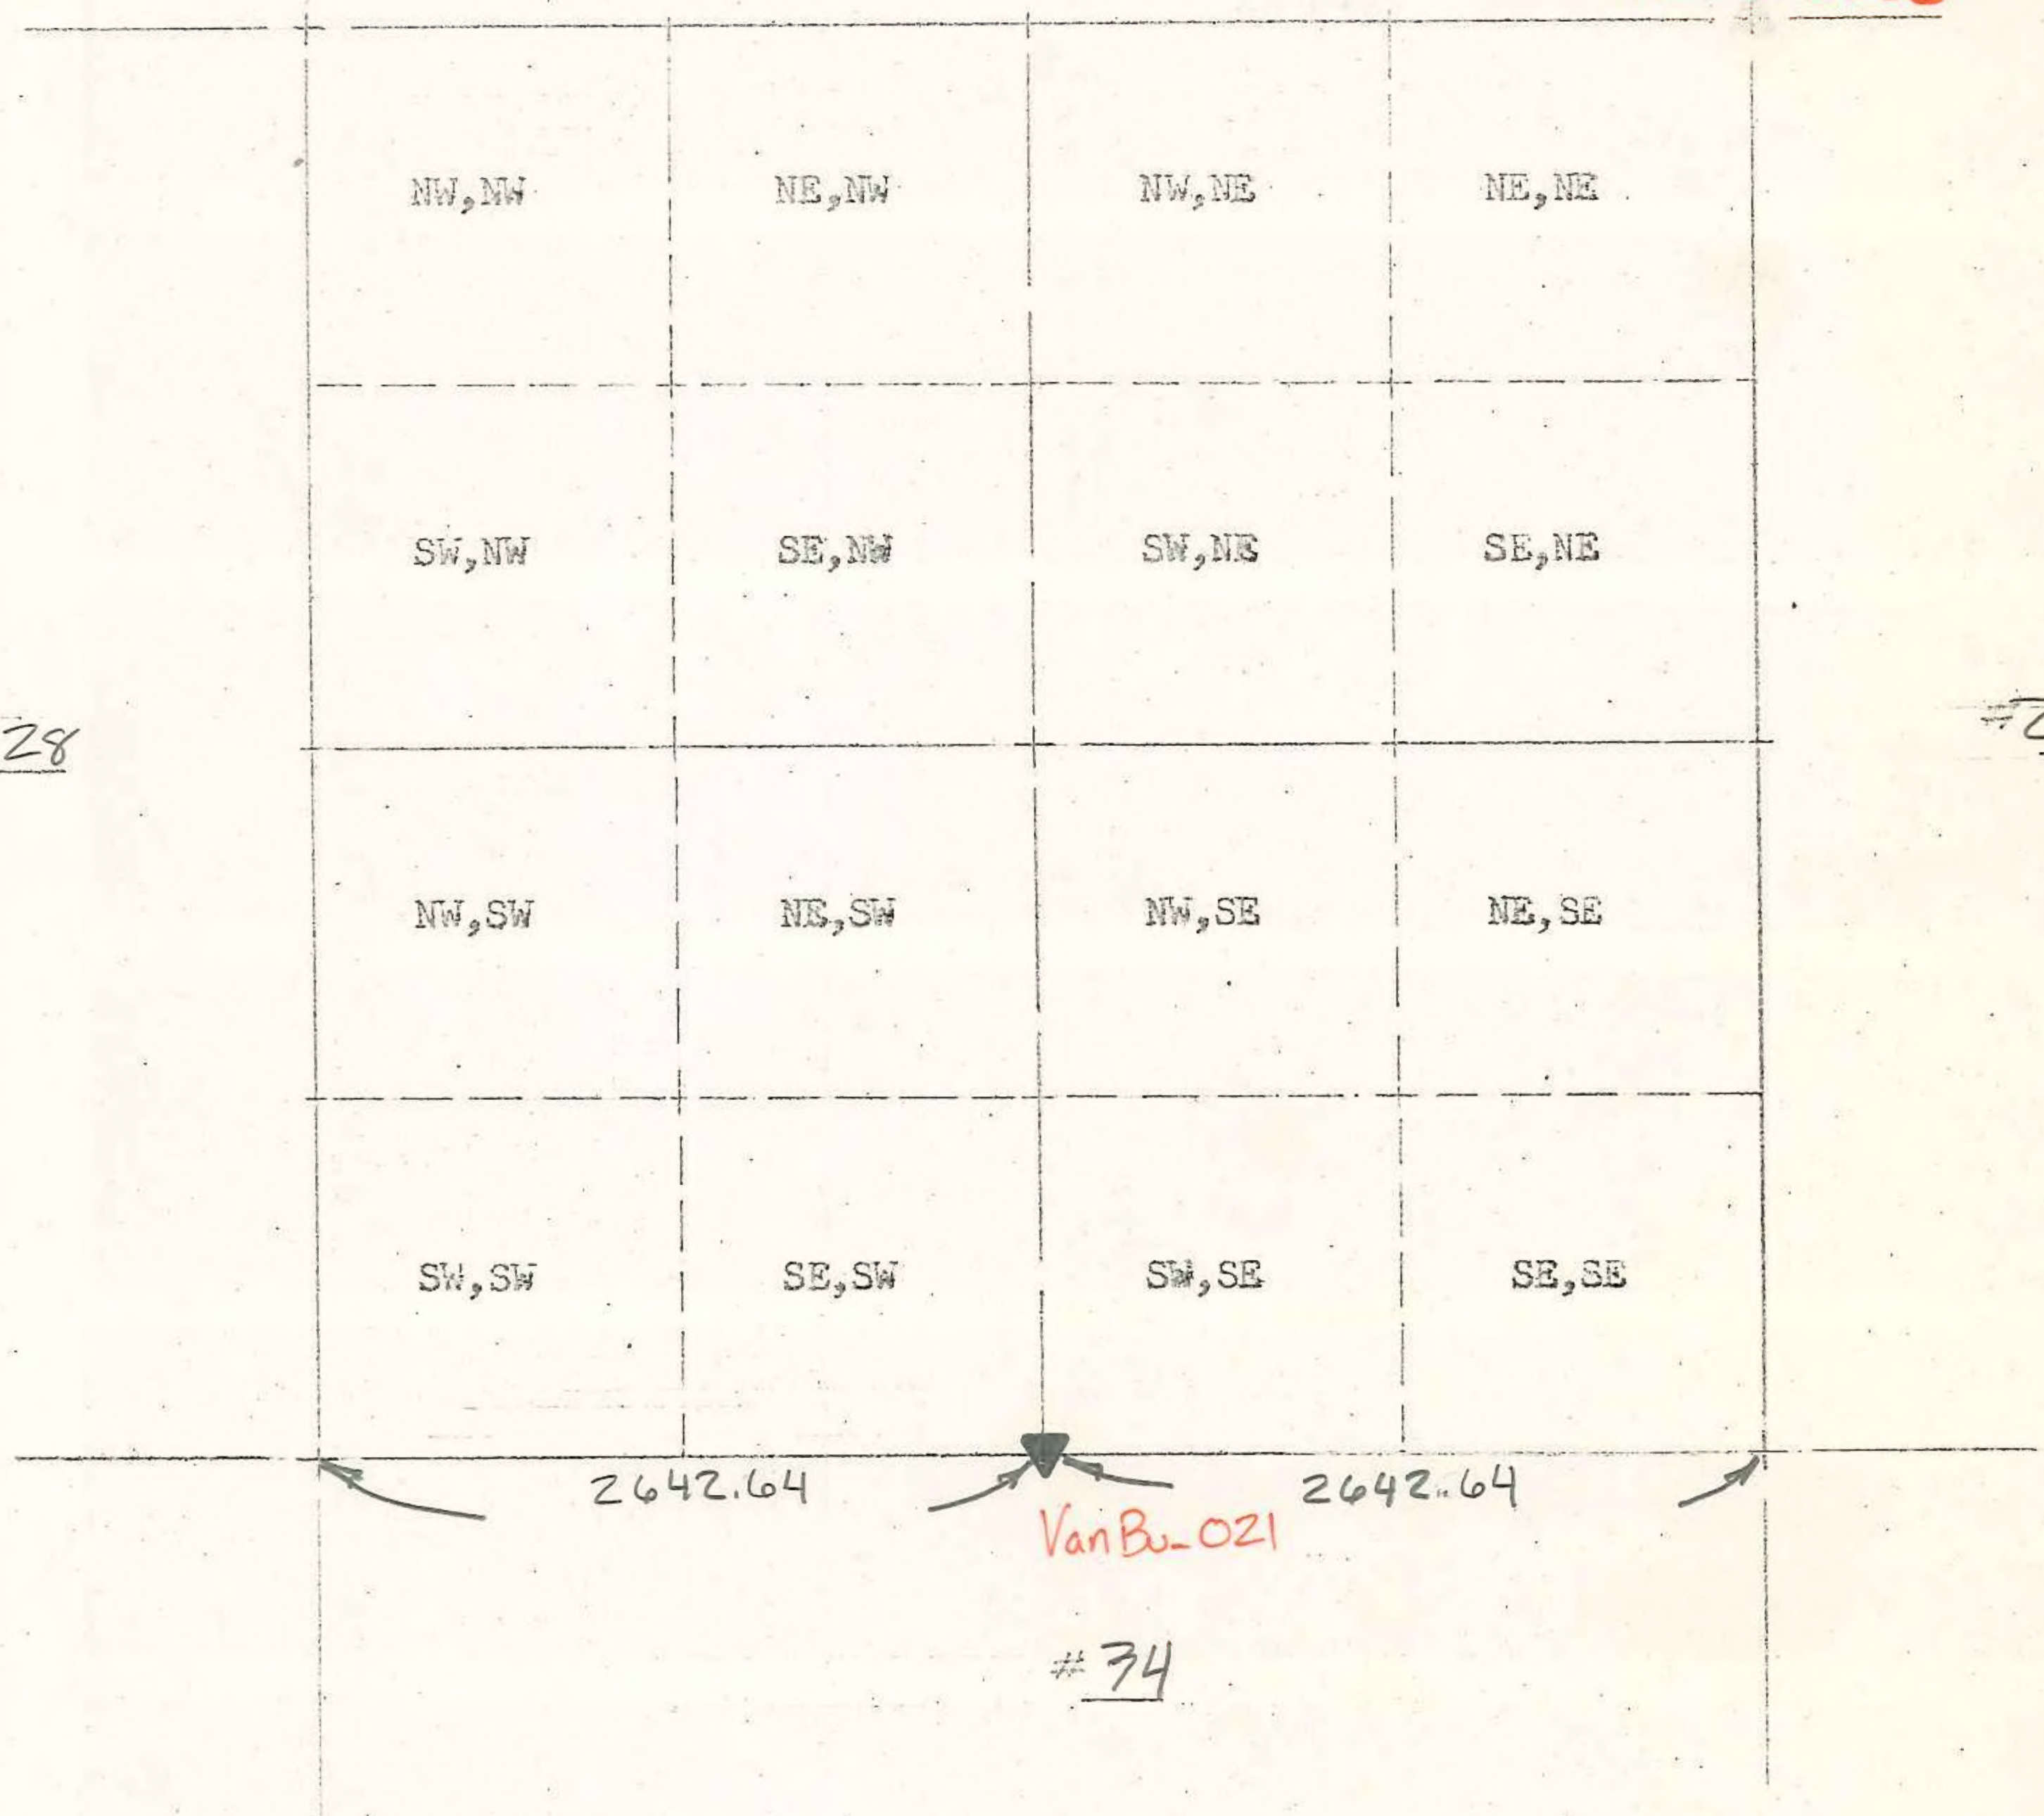 NW,NW NE,NW NW,NE NE,NE
SW,NW SE,NW SW,NE SE,NE
28
NW,SW NE,SW NW,SE NE,SE
SW,SW SE,SW SW,SE SE,SE
2642.64 2642.64
VanBu-021
#34